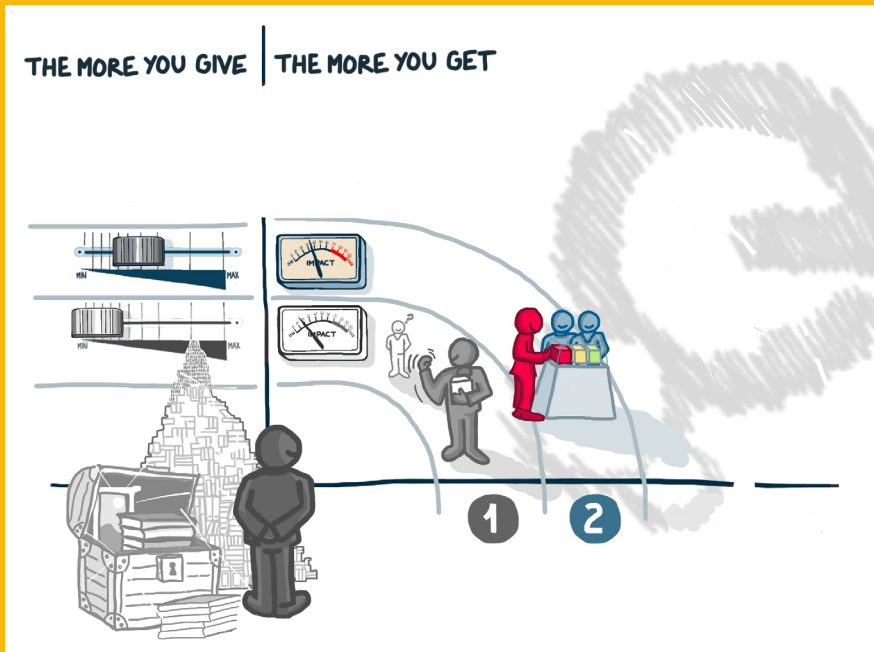 THE MORE YOU GIVE
THE MORE YOU GET
MIN
MAX
IMPACT
MIN
MAX
IMPACT
?
1
2